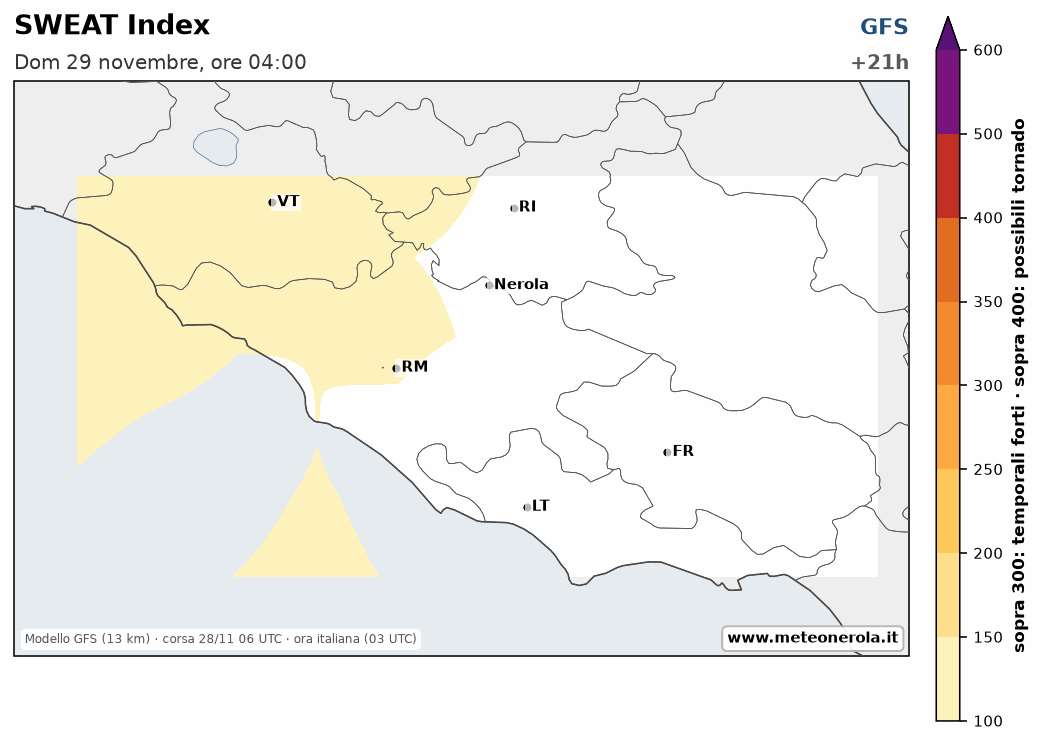 SWEAT Index
GFS
Dom 29 novembre, ore 04:00
+21h
VT
RI
Nerola
RM
FR
LT
Modello GFS (13 km) · corsa 28/11 06 UTC · ora italiana (03 UTC)
www.meteonerola.it
600
500
400
350
300
250
200
150
100
sopra 300: temporali forti · sopra 400: possibili tornado